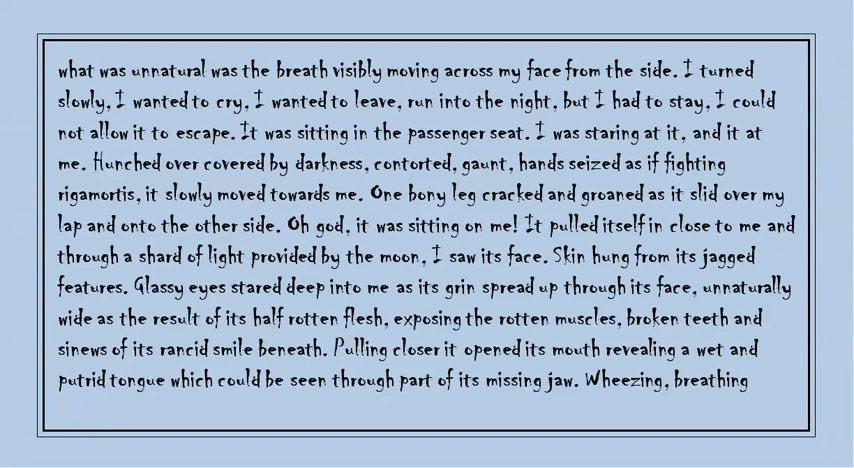 what was unnatural was the breath visibly moving across my face from the side. I turned
slowly, I wanted to cry, I wanted to leave, run into the night, but I had to stay, I could
not allow it to escape. It was sitting in the passenger seat. I was staring at it, and it at
me. Hunched over covered by darkness, contorted, gaunt, hands seized as if fighting
rigamortis, it slowly moved towards me. One bony leg cracked and groaned as it slid over my
lap and onto the other side. Oh god, it was sitting on me! It pulled itself in close to me and
through a shard of light provided by the moon, I saw its face. Skin hung from its jagged
features. Glassy eyes stared deep into me as its grin spread up through its face, unnaturally
wide as the result of its half rotten flesh, exposing the rotten muscles, broken teeth and
sinews of its rancid smile beneath. Pulling closer it opened its mouth revealing a wet and
putrid tongue which could be seen through part of its missing jaw. Wheezing, breathing